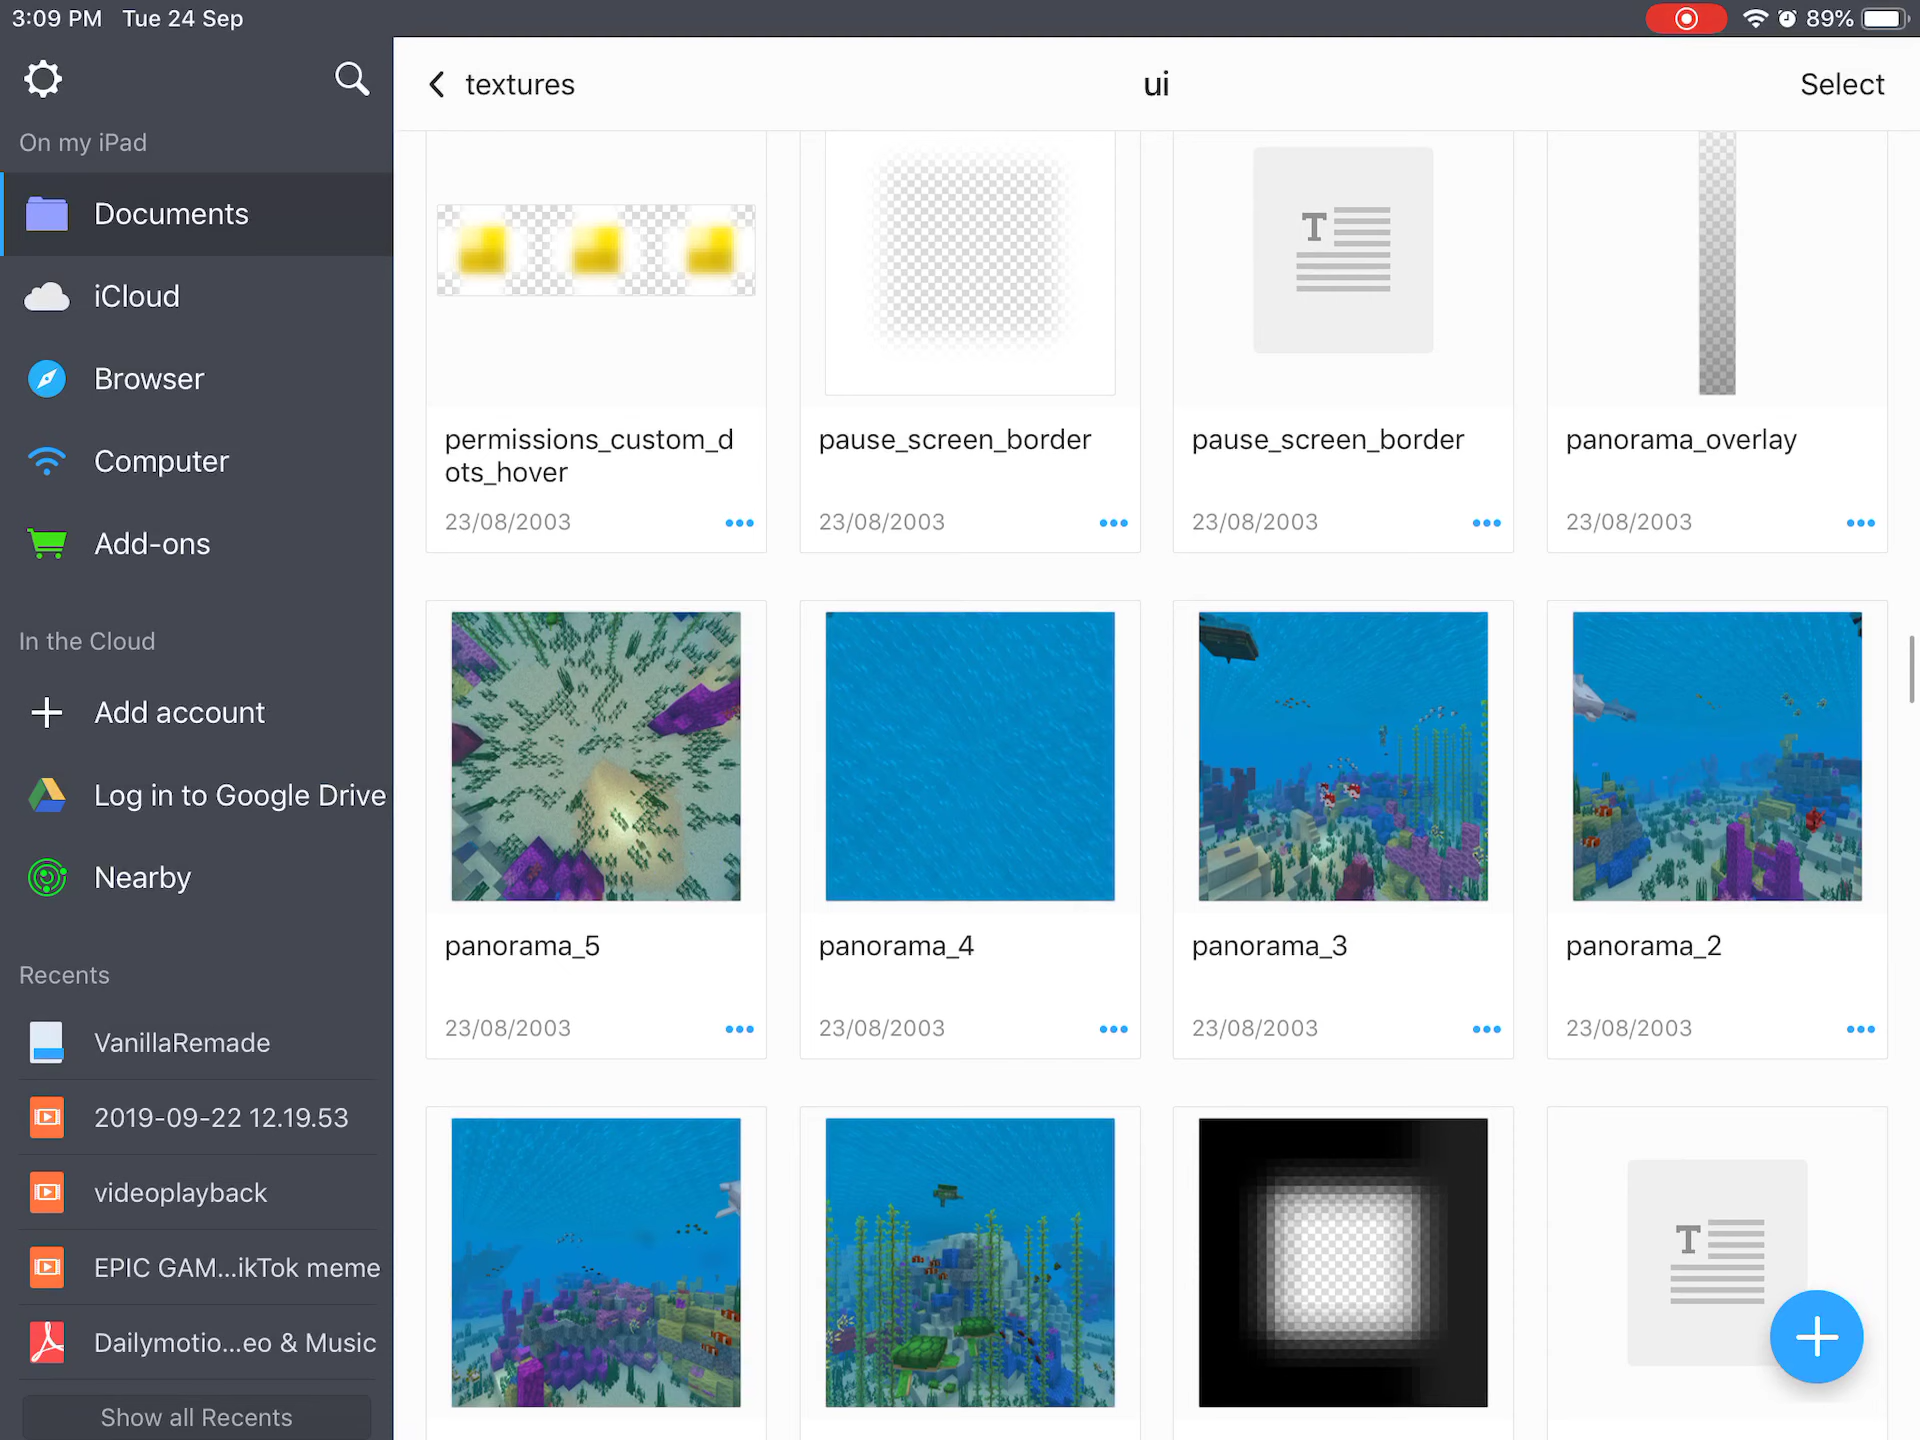 3:09 PM Tue 24 Sep
89%
On my iPad
Documents
iCloud
Browser
Computer
Add-ons
In the Cloud
Add account
Log in to Google Drive
Nearby
Recents
VanillaRemade
2019-09-22 12.19.53
videoplayback
EPIC GAM...ikTok meme
Dailymotio...eo & Music
Show all Recents
textures
ui
Select
permissions_custom_d
ots_hover
23/08/2003
pause_screen_border
23/08/2003
T
pause_screen_border
23/08/2003
panorama_overlay
23/08/2003
panorama_5
23/08/2003
panorama_4
23/08/2003
panorama_3
23/08/2003
panorama_2
23/08/2003
T